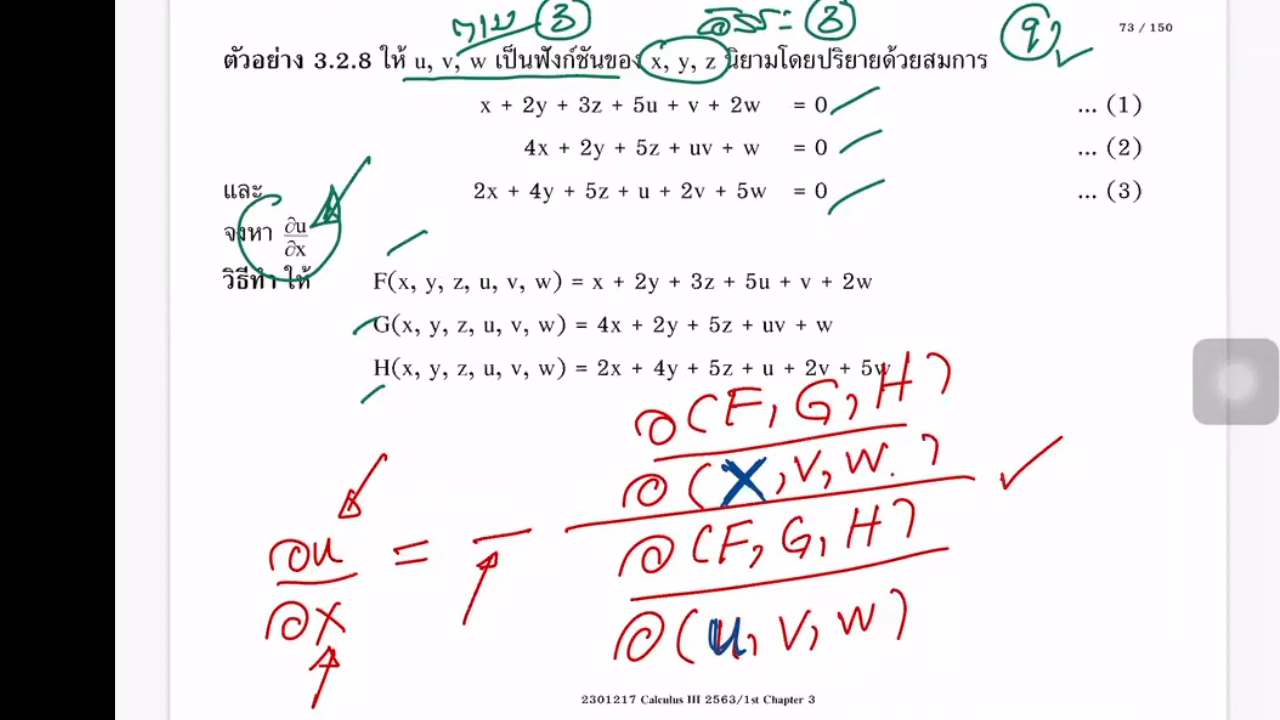 ตาม 3 อิสระ 3 9
73 / 150
ตัวอย่าง 3.2.8 ให้ u, v, w เป็นฟังก์ชันของ x, y, z นิยามโดยปริยายด้วยสมการ
x + 2y + 3z + 5u + v + 2w = 0 ... (1)
4x + 2y + 5z + uv + w = 0 ... (2)
และ 2x + 4y + 5z + u + 2v + 5w = 0 ... (3)
จงหา ∂u/∂x
วิธีทำ ให้ F(x, y, z, u, v, w) = x + 2y + 3z + 5u + v + 2w
G(x, y, z, u, v, w) = 4x + 2y + 5z + uv + w
H(x, y, z, u, v, w) = 2x + 4y + 5z + u + 2v + 5w
∂(F, G, H)
∂(x, v, w)
∂u/∂x = −
∂(F, G, H)
∂(u, v, w)
2301217 Calculus III 2563/1st Chapter 3